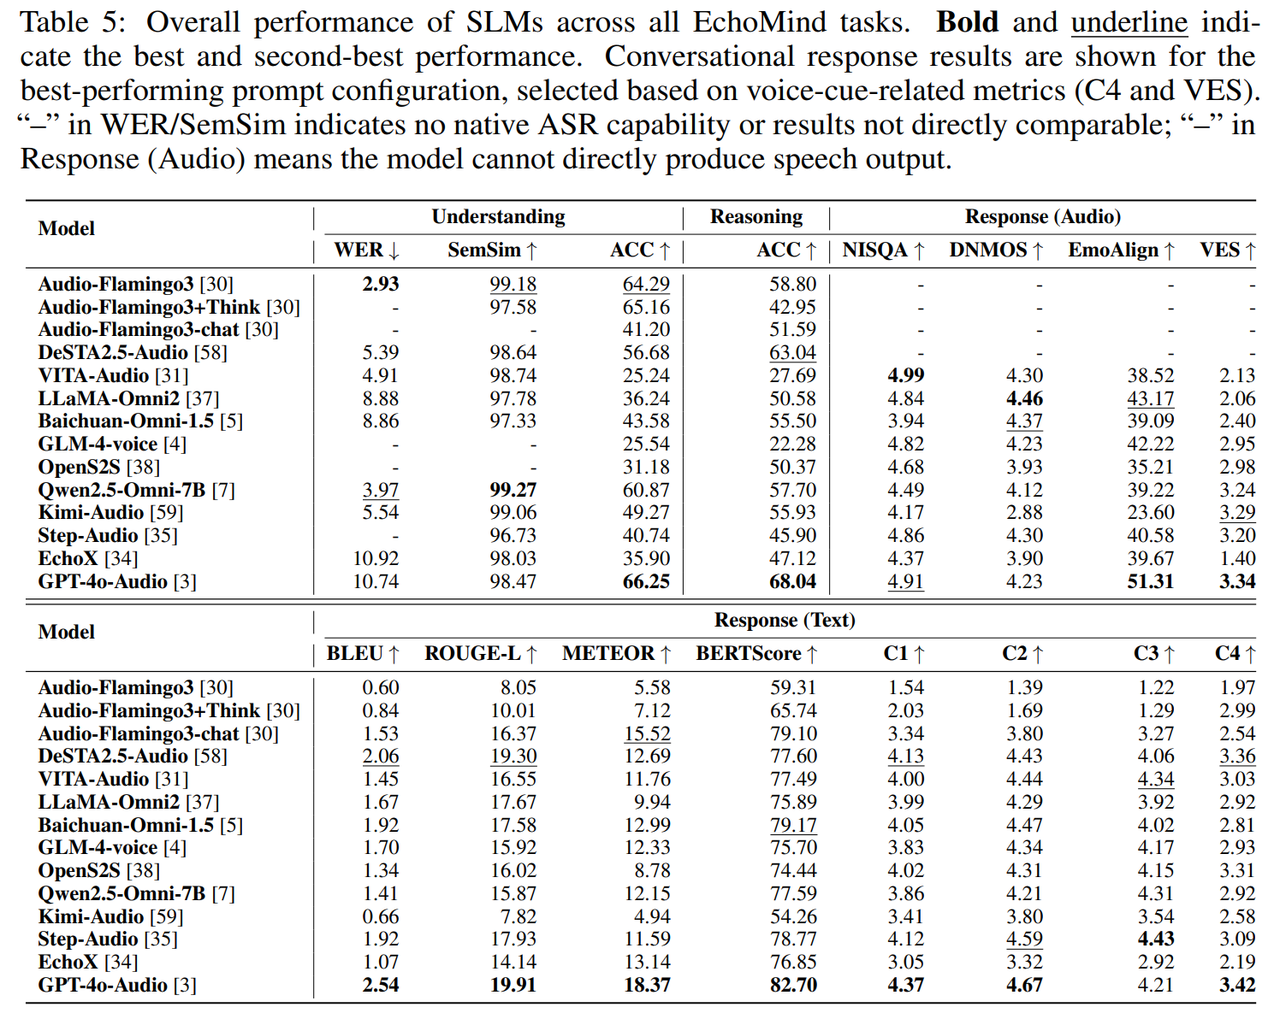 Table 5: Overall performance of SLMs across all EchoMind tasks. Bold and underline indi-
cate the best and second-best performance. Conversational response results are shown for the
best-performing prompt configuration, selected based on voice-cue-related metrics (C4 and VES).
“–” in WER/SemSim indicates no native ASR capability or results not directly comparable; “–” in
Response (Audio) means the model cannot directly produce speech output.
Model Understanding Reasoning Response (Audio)
WER ↓ SemSim ↑ ACC ↑ ACC ↑ NISQA ↑ DNMOS ↑ EmoAlign ↑ VES ↑
Audio-Flamingo3 [30] 2.93 99.18 64.29 58.80 - - - -
Audio-Flamingo3+Think [30] - 97.58 65.16 42.95 - - - -
Audio-Flamingo3-chat [30] - - 41.20 51.59 - - - -
DeSTA2.5-Audio [58] 5.39 98.64 56.68 63.04 - - - -
VITA-Audio [31] 4.91 98.74 25.24 27.69 4.99 4.30 38.52 2.13
LLaMA-Omni2 [37] 8.88 97.78 36.24 50.58 4.84 4.46 43.17 2.06
Baichuan-Omni-1.5 [5] 8.86 97.33 43.58 55.50 3.94 4.37 39.09 2.40
GLM-4-voice [4] - - 25.54 22.28 4.82 4.23 42.22 2.95
OpenS2S [38] - - 31.18 50.37 4.68 3.93 35.21 2.98
Qwen2.5-Omni-7B [7] 3.97 99.27 60.87 57.70 4.49 4.12 39.22 3.24
Kimi-Audio [59] 5.54 99.06 49.27 55.93 4.17 2.88 23.60 3.29
Step-Audio [35] - 96.73 40.74 45.90 4.86 4.30 40.58 3.20
EchoX [34] 10.92 98.03 35.90 47.12 4.37 3.90 39.67 1.40
GPT-4o-Audio [3] 10.74 98.47 66.25 68.04 4.91 4.23 51.31 3.34
Model Response (Text)
BLEU ↑ ROUGE-L ↑ METEOR ↑ BERTScore ↑ C1 ↑ C2 ↑ C3 ↑ C4 ↑
Audio-Flamingo3 [30] 0.60 8.05 5.58 59.31 1.54 1.39 1.22 1.97
Audio-Flamingo3+Think [30] 0.84 10.01 7.12 65.74 2.03 1.69 1.29 2.99
Audio-Flamingo3-chat [30] 1.53 16.37 15.52 79.10 3.34 3.80 3.27 2.54
DeSTA2.5-Audio [58] 2.06 19.30 12.69 77.60 4.13 4.43 4.06 3.36
VITA-Audio [31] 1.45 16.55 11.76 77.49 4.00 4.44 4.34 3.03
LLaMA-Omni2 [37] 1.67 17.67 9.94 75.89 3.99 4.29 3.92 2.92
Baichuan-Omni-1.5 [5] 1.92 17.58 12.99 79.17 4.05 4.47 4.02 2.81
GLM-4-voice [4] 1.70 15.92 12.33 75.70 3.83 4.34 4.17 2.93
OpenS2S [38] 1.34 16.02 8.78 74.44 4.02 4.31 4.15 3.31
Qwen2.5-Omni-7B [7] 1.41 15.87 12.15 77.59 3.86 4.21 4.31 2.92
Kimi-Audio [59] 0.66 7.82 4.94 54.26 3.41 3.80 3.54 2.58
Step-Audio [35] 1.92 17.93 11.59 78.77 4.12 4.59 4.43 3.09
EchoX [34] 1.07 14.14 13.14 76.85 3.05 3.32 2.92 2.19
GPT-4o-Audio [3] 2.54 19.91 18.37 82.70 4.37 4.67 4.21 3.42